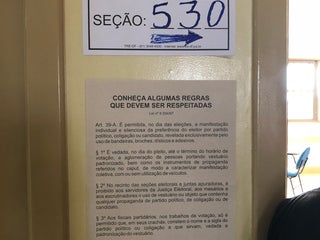 SEÇÃO: 530
CONHEÇA ALGUMAS REGRAS
QUE DEVEM SER RESPEITADAS
Lei nº 9.504/97
Art. 39-A. É permitida, no dia das eleições, a manifestação
individual e silenciosa da preferência do eleitor por partido
político, coligação ou candidato, revelada exclusivamente pelo
uso de bandeiras, broches, dísticos e adesivos.
§ 1º É vedada, no dia do pleito, até o término do horário de
votação, a aglomeração de pessoas portando vestuário
padronizado, bem como os instrumentos de propaganda
referidos no caput, de modo a caracterizar manifestação
coletiva, com ou sem utilização de veículos.
§ 2º No recinto das seções eleitorais e juntas apuradoras, é
proibido aos servidores da Justiça Eleitoral, aos mesários e
aos escrutinadores o uso de vestuário ou objeto que contenha
qualquer propaganda de partido político, de coligação ou de
candidato.
§ 3º Aos fiscais partidários, nos trabalhos de votação, só é
permitido que, em seus crachás, constem o nome e a sigla do
partido político ou coligação a que sirvam, vedada a
padronização do vestuário.